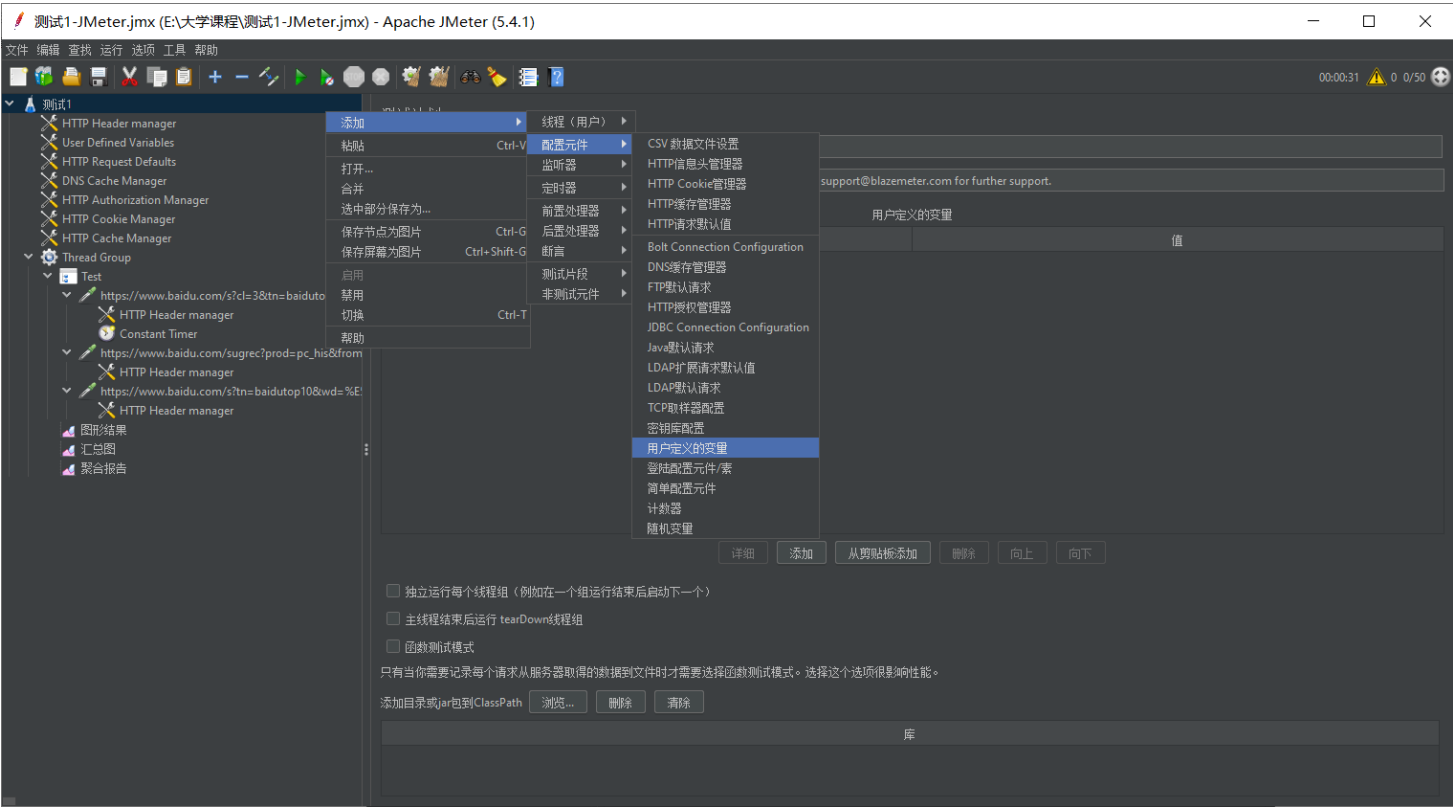 测试1-JMeter.jmx (E:\大学课程\测试1-JMeter.jmx) - Apache JMeter (5.4.1)
文件 编辑 查找 运行 选项 工具 帮助
00:00:31 0 0/50
测试1
HTTP Header manager
User Defined Variables
HTTP Request Defaults
DNS Cache Manager
HTTP Authorization Manager
HTTP Cookie Manager
HTTP Cache Manager
Thread Group
Test
https://www.baidu.com/s?cl=3&tn=baiduto
HTTP Header manager
Constant Timer
https://www.baidu.com/sugrec?prod=pc_his&from
HTTP Header manager
https://www.baidu.com/s?tn=baidutop10&wd=%E
HTTP Header manager
图形结果
汇总图
聚合报告
添加
粘贴 Ctrl-V
打开...
合并
选中部分保存为...
保存节点为图片 Ctrl-G
保存屏幕为图片 Ctrl+Shift-G
启用
禁用
切换 Ctrl-T
帮助
线程（用户）
配置元件
监听器
定时器
前置处理器
后置处理器
断言
测试片段
非测试元件
CSV 数据文件设置
HTTP信息头管理器
HTTP Cookie管理器
HTTP缓存管理器
HTTP请求默认值
Bolt Connection Configuration
DNS缓存管理器
FTP默认请求
HTTP授权管理器
JDBC Connection Configuration
Java默认请求
LDAP扩展请求默认值
LDAP默认请求
TCP取样器配置
密钥库配置
用户定义的变量
登陆配置元件/素
简单配置元件
计数器
随机变量
support@blazemeter.com for further support.
用户定义的变量
值
详细 添加 从剪贴板添加 删除 向上 向下
独立运行每个线程组（例如在一个组运行结束后启动下一个）
主线程结束后运行 tearDown线程组
函数测试模式
只有当你需要记录每个请求从服务器取得的数据到文件时才需要选择函数测试模式。选择这个选项很影响性能。
添加目录或jar包到ClassPath 浏览... 删除 清除
库